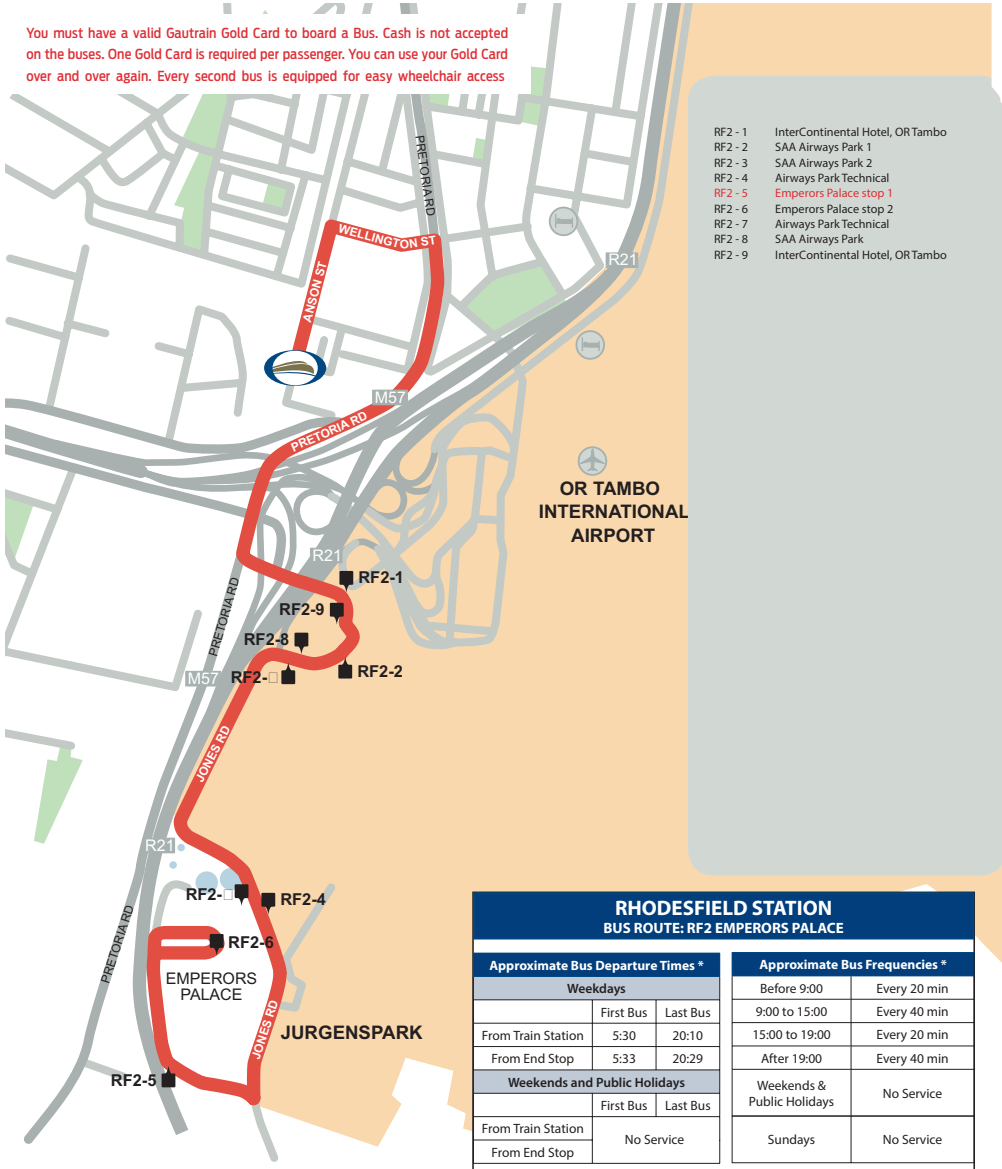 You must have a valid Gautrain Gold Card to board a Bus. Cash is not accepted
on the buses. One Gold Card is required per passenger. You can use your Gold Card
over and over again. Every second bus is equipped for easy wheelchair access
RF2 - 1 InterContinental Hotel, OR Tambo
RF2 - 2 SAA Airways Park 1
RF2 - 3 SAA Airways Park 2
RF2 - 4 Airways Park Technical
RF2 - 5 Emperors Palace stop 1
RF2 - 6 Emperors Palace stop 2
RF2 - 7 Airways Park Technical
RF2 - 8 SAA Airways Park
RF2 - 9 InterContinental Hotel, OR Tambo
PRETORIA RD
WELLINGTON ST
ANSON ST
R21
M57
PRETORIA RD
OR TAMBO
INTERNATIONAL
AIRPORT
R21
RF2-1
PRETORIA RD
RF2-9
RF2-8
M57
RF2-□
RF2-2
JONES RD
R21
RF2-□
RF2-4
PRETORIA RD
RF2-6
EMPERORS
PALACE
JONES RD
JURGENSPARK
RF2-5
RHODESFIELD STATION
BUS ROUTE: RF2 EMPERORS PALACE
Approximate Bus Departure Times *
Weekdays
First Bus Last Bus
From Train Station 5:30 20:10
From End Stop 5:33 20:29
Weekends and Public Holidays
First Bus Last Bus
From Train Station
No Service
From End Stop
Approximate Bus Frequencies *
Before 9:00 Every 20 min
9:00 to 15:00 Every 40 min
15:00 to 19:00 Every 20 min
After 19:00 Every 40 min
Weekends &
Public Holidays
No Service
Sundays No Service